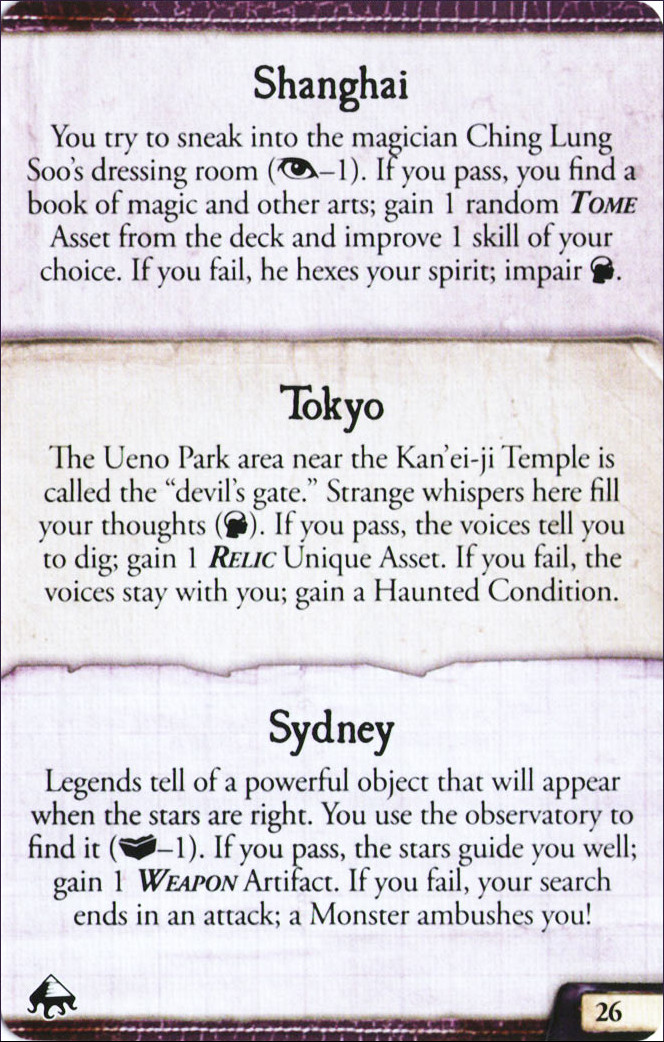 Shanghai
You try to sneak into the magician Ching Lung
Soo's dressing room (–1). If you pass, you find a
book of magic and other arts; gain 1 random TOME
Asset from the deck and improve 1 skill of your
choice. If you fail, he hexes your spirit; impair .
Tokyo
The Ueno Park area near the Kan'ei-ji Temple is
called the “devil's gate.” Strange whispers here fill
your thoughts (). If you pass, the voices tell you
to dig; gain 1 RELIC Unique Asset. If you fail, the
voices stay with you; gain a Haunted Condition.
Sydney
Legends tell of a powerful object that will appear
when the stars are right. You use the observatory to
find it (–1). If you pass, the stars guide you well;
gain 1 WEAPON Artifact. If you fail, your search
ends in an attack; a Monster ambushes you!
26